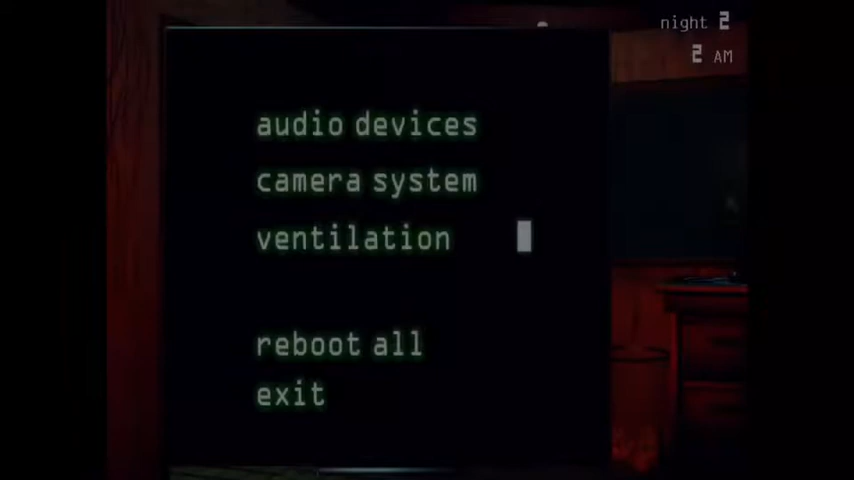 night 2
2 AM
audio devices
camera system
ventilation
reboot all
exit